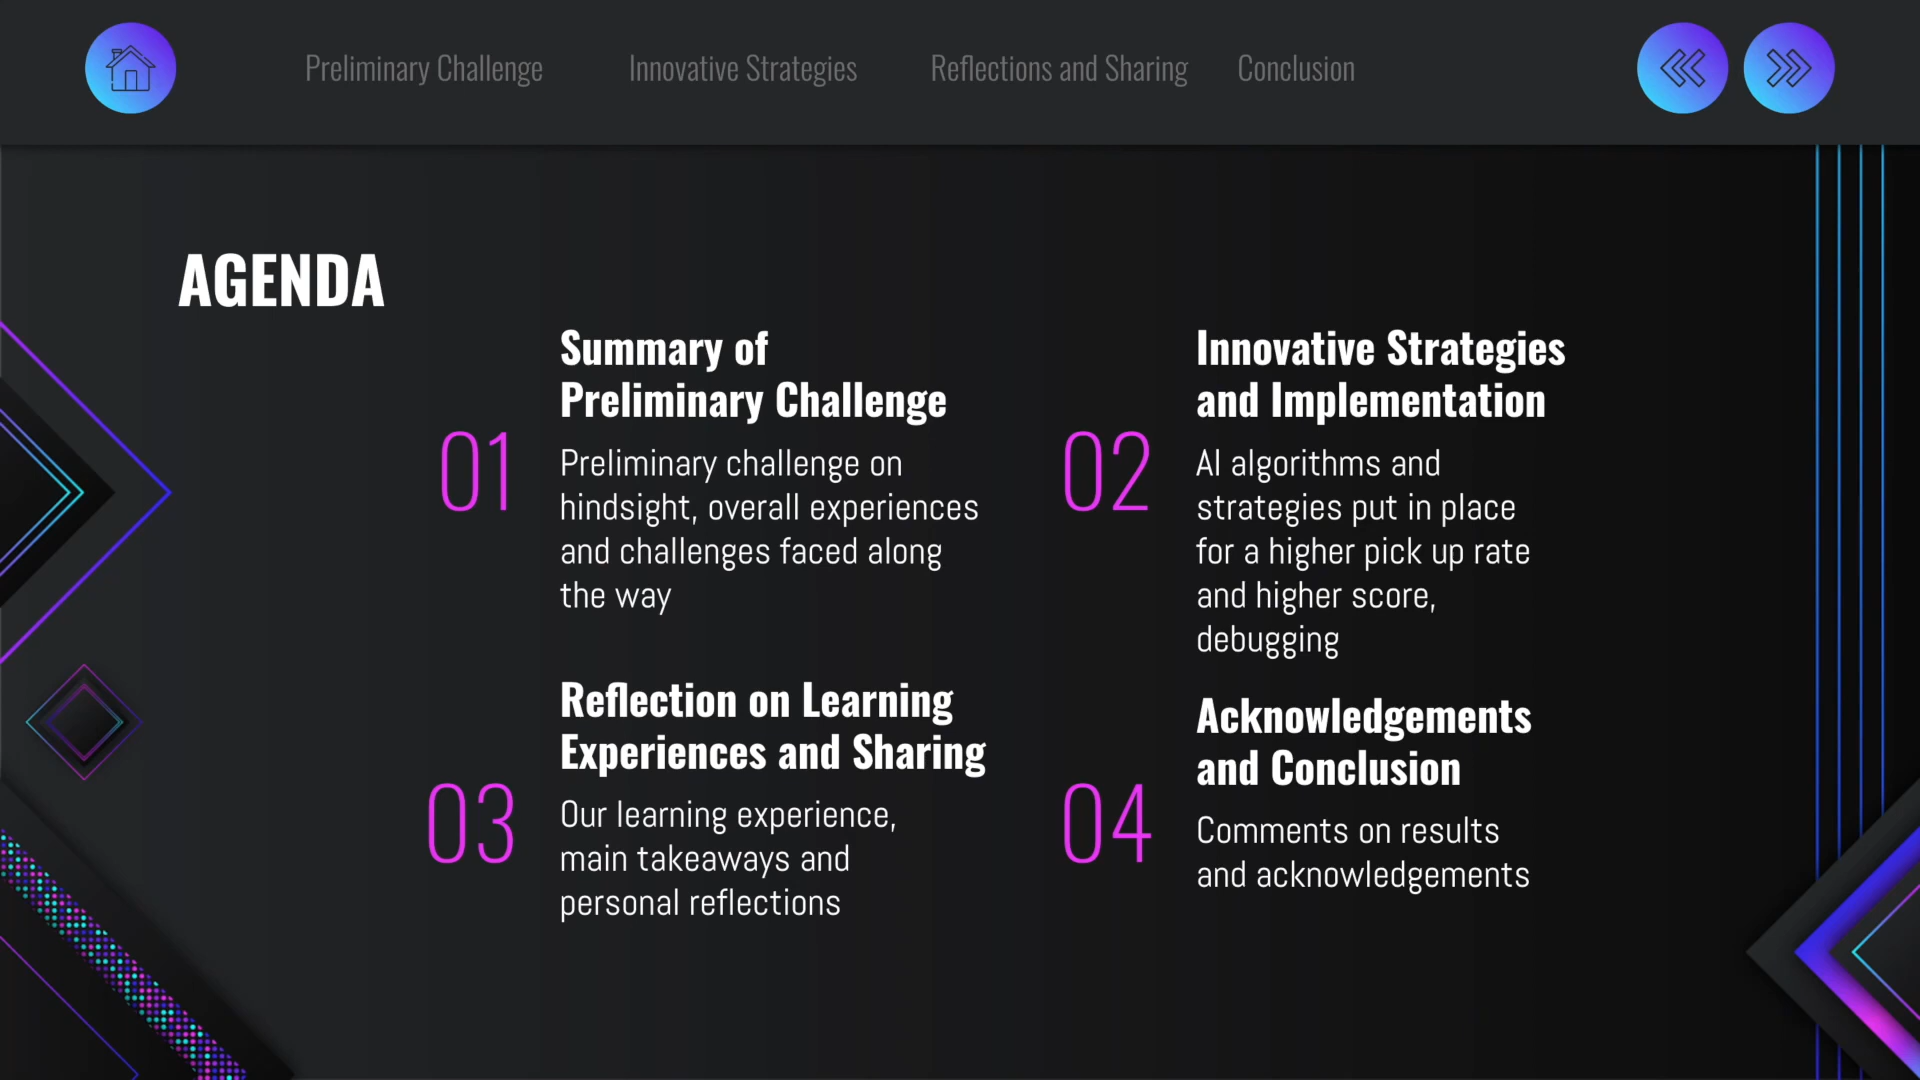 Preliminary Challenge
Innovative Strategies
Reflections and Sharing
Conclusion
AGENDA
01
Summary of
Preliminary Challenge
Preliminary challenge on
hindsight, overall experiences
and challenges faced along
the way
02
Innovative Strategies
and Implementation
AI algorithms and
strategies put in place
for a higher pick up rate
and higher score,
debugging
03
Reflection on Learning
Experiences and Sharing
Our learning experience,
main takeaways and
personal reflections
04
Acknowledgements
and Conclusion
Comments on results
and acknowledgements